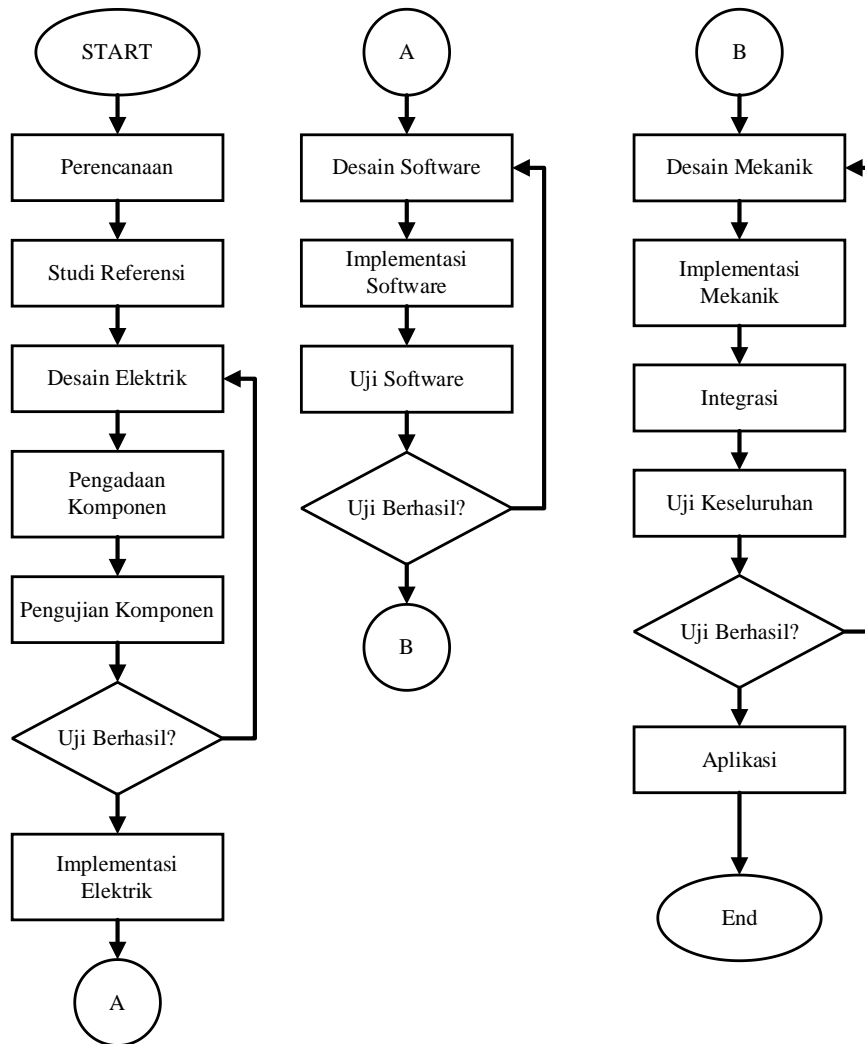 START
Perencanaan
Studi Referensi
Desain Elektrik
Pengadaan
Komponen
Pengujian Komponen
Uji Berhasil?
Implementasi
Elektrik
A
A
Desain Software
Implementasi
Software
Uji Software
Uji Berhasil?
B
B
Desain Mekanik
Implementasi
Mekanik
Integrasi
Uji Keseluruhan
Uji Berhasil?
Aplikasi
End